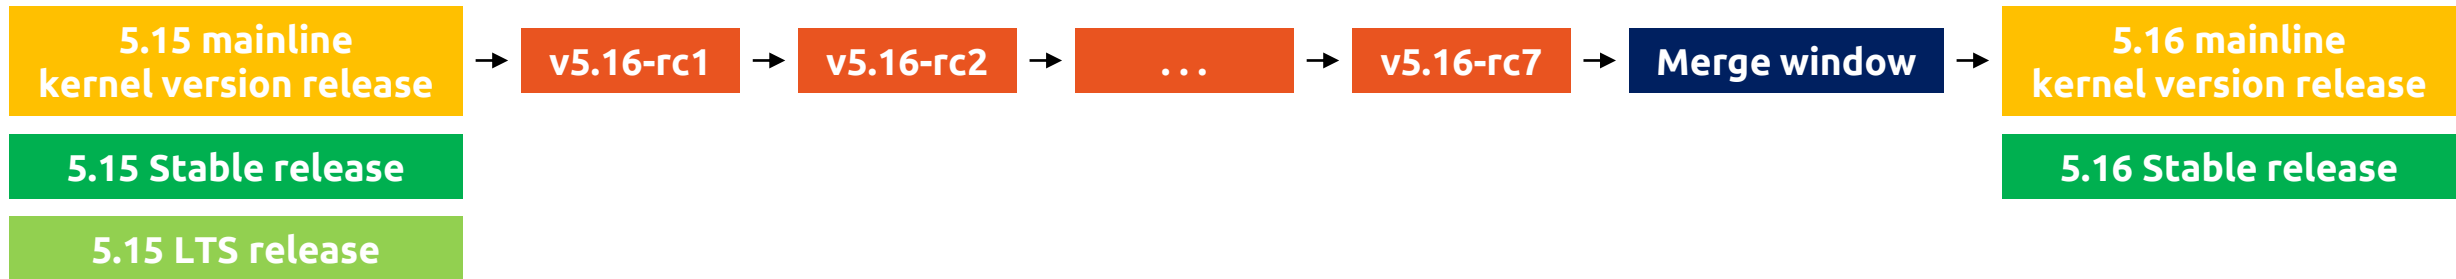 5.15 mainline
kernel version release
v5.16-rc1
v5.16-rc2
...
v5.16-rc7
Merge window
5.16 mainline
kernel version release
5.15 Stable release
5.16 Stable release
5.15 LTS release